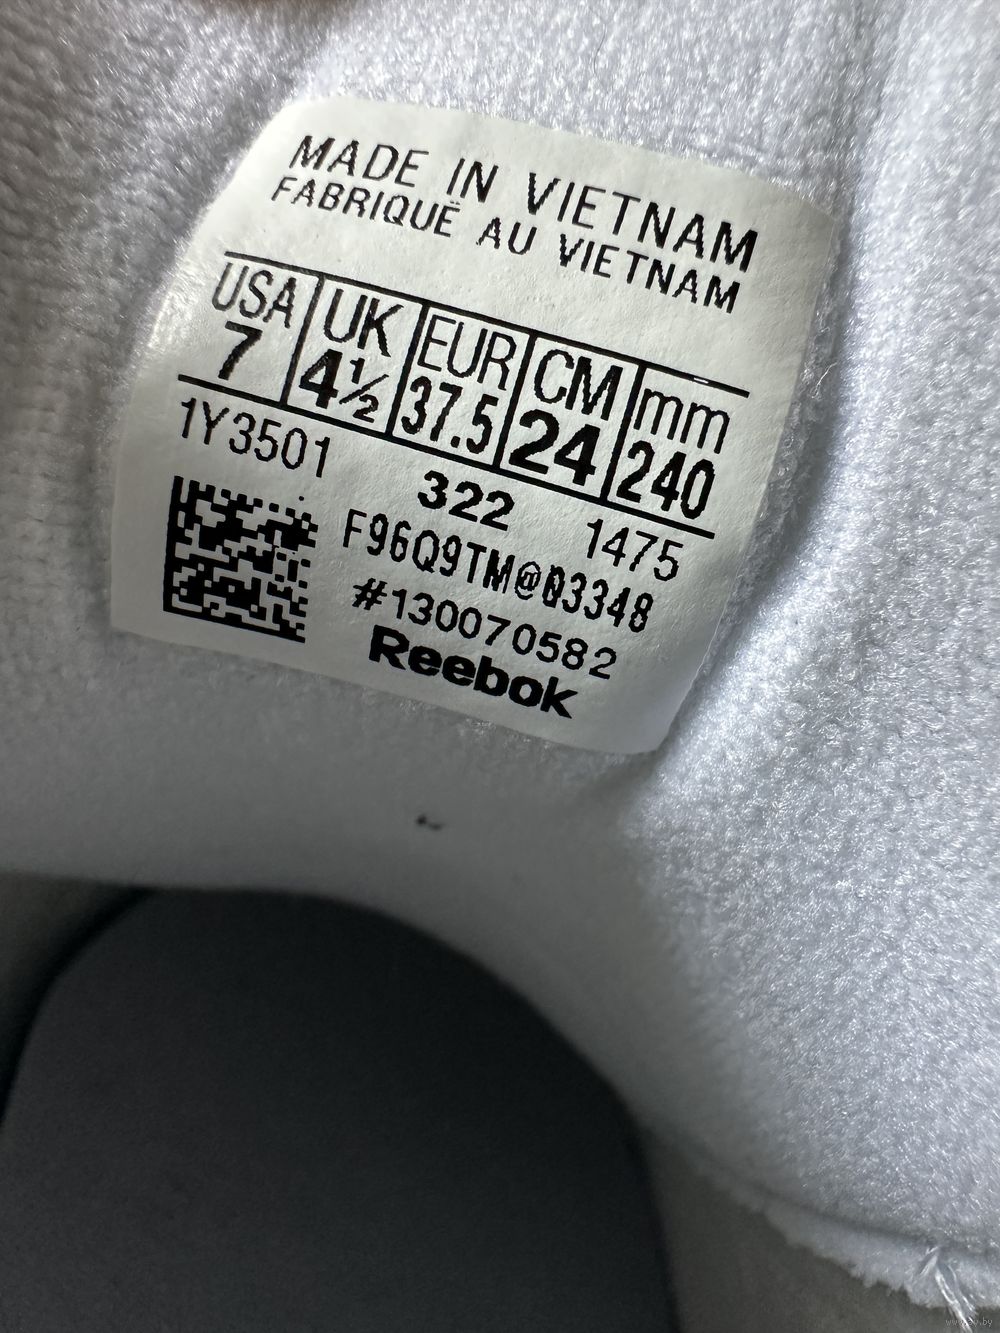 MADE IN VIETNAM
FABRIQUÉ AU VIETNAM
USA UK EUR CM mm
7 4½ 37.5 24 240
1Y3501 322 1475
F96Q9TM@03348
#130070582
Reebok